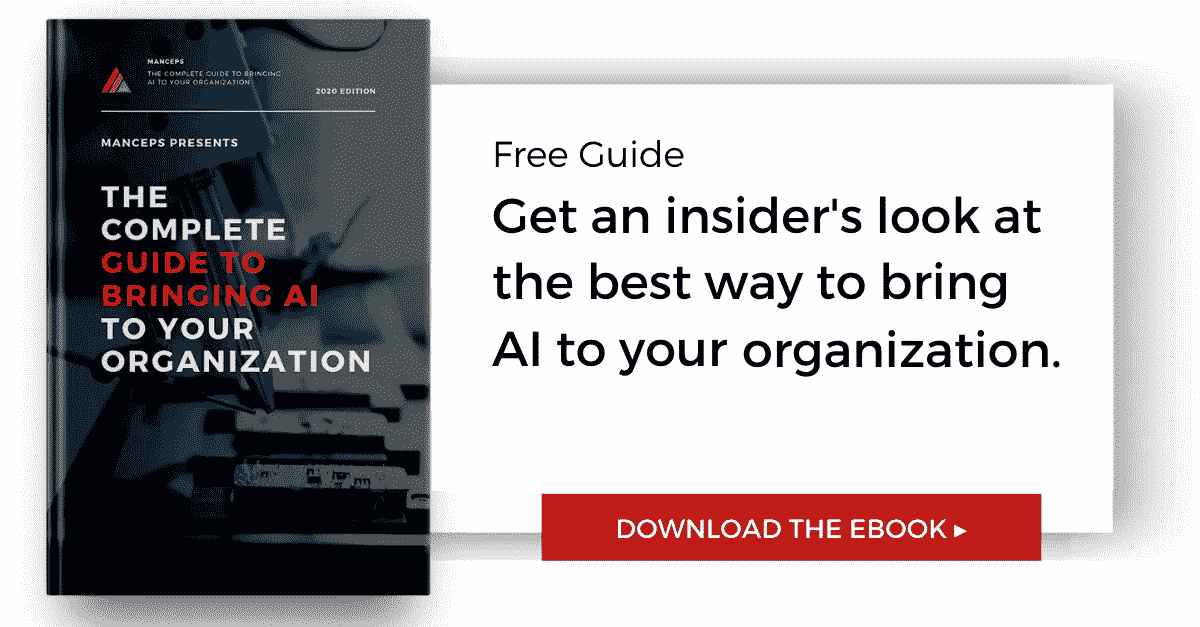 MANCEPS
THE COMPLETE GUIDE TO BRINGING
AI TO YOUR ORGANIZATION
2020 EDITION
MANCEPS PRESENTS
THE
COMPLETE
GUIDE TO
BRINGING AI
TO YOUR
ORGANIZATION
Free Guide
Get an insider's look at
the best way to bring
AI to your organization.
DOWNLOAD THE EBOOK ▸